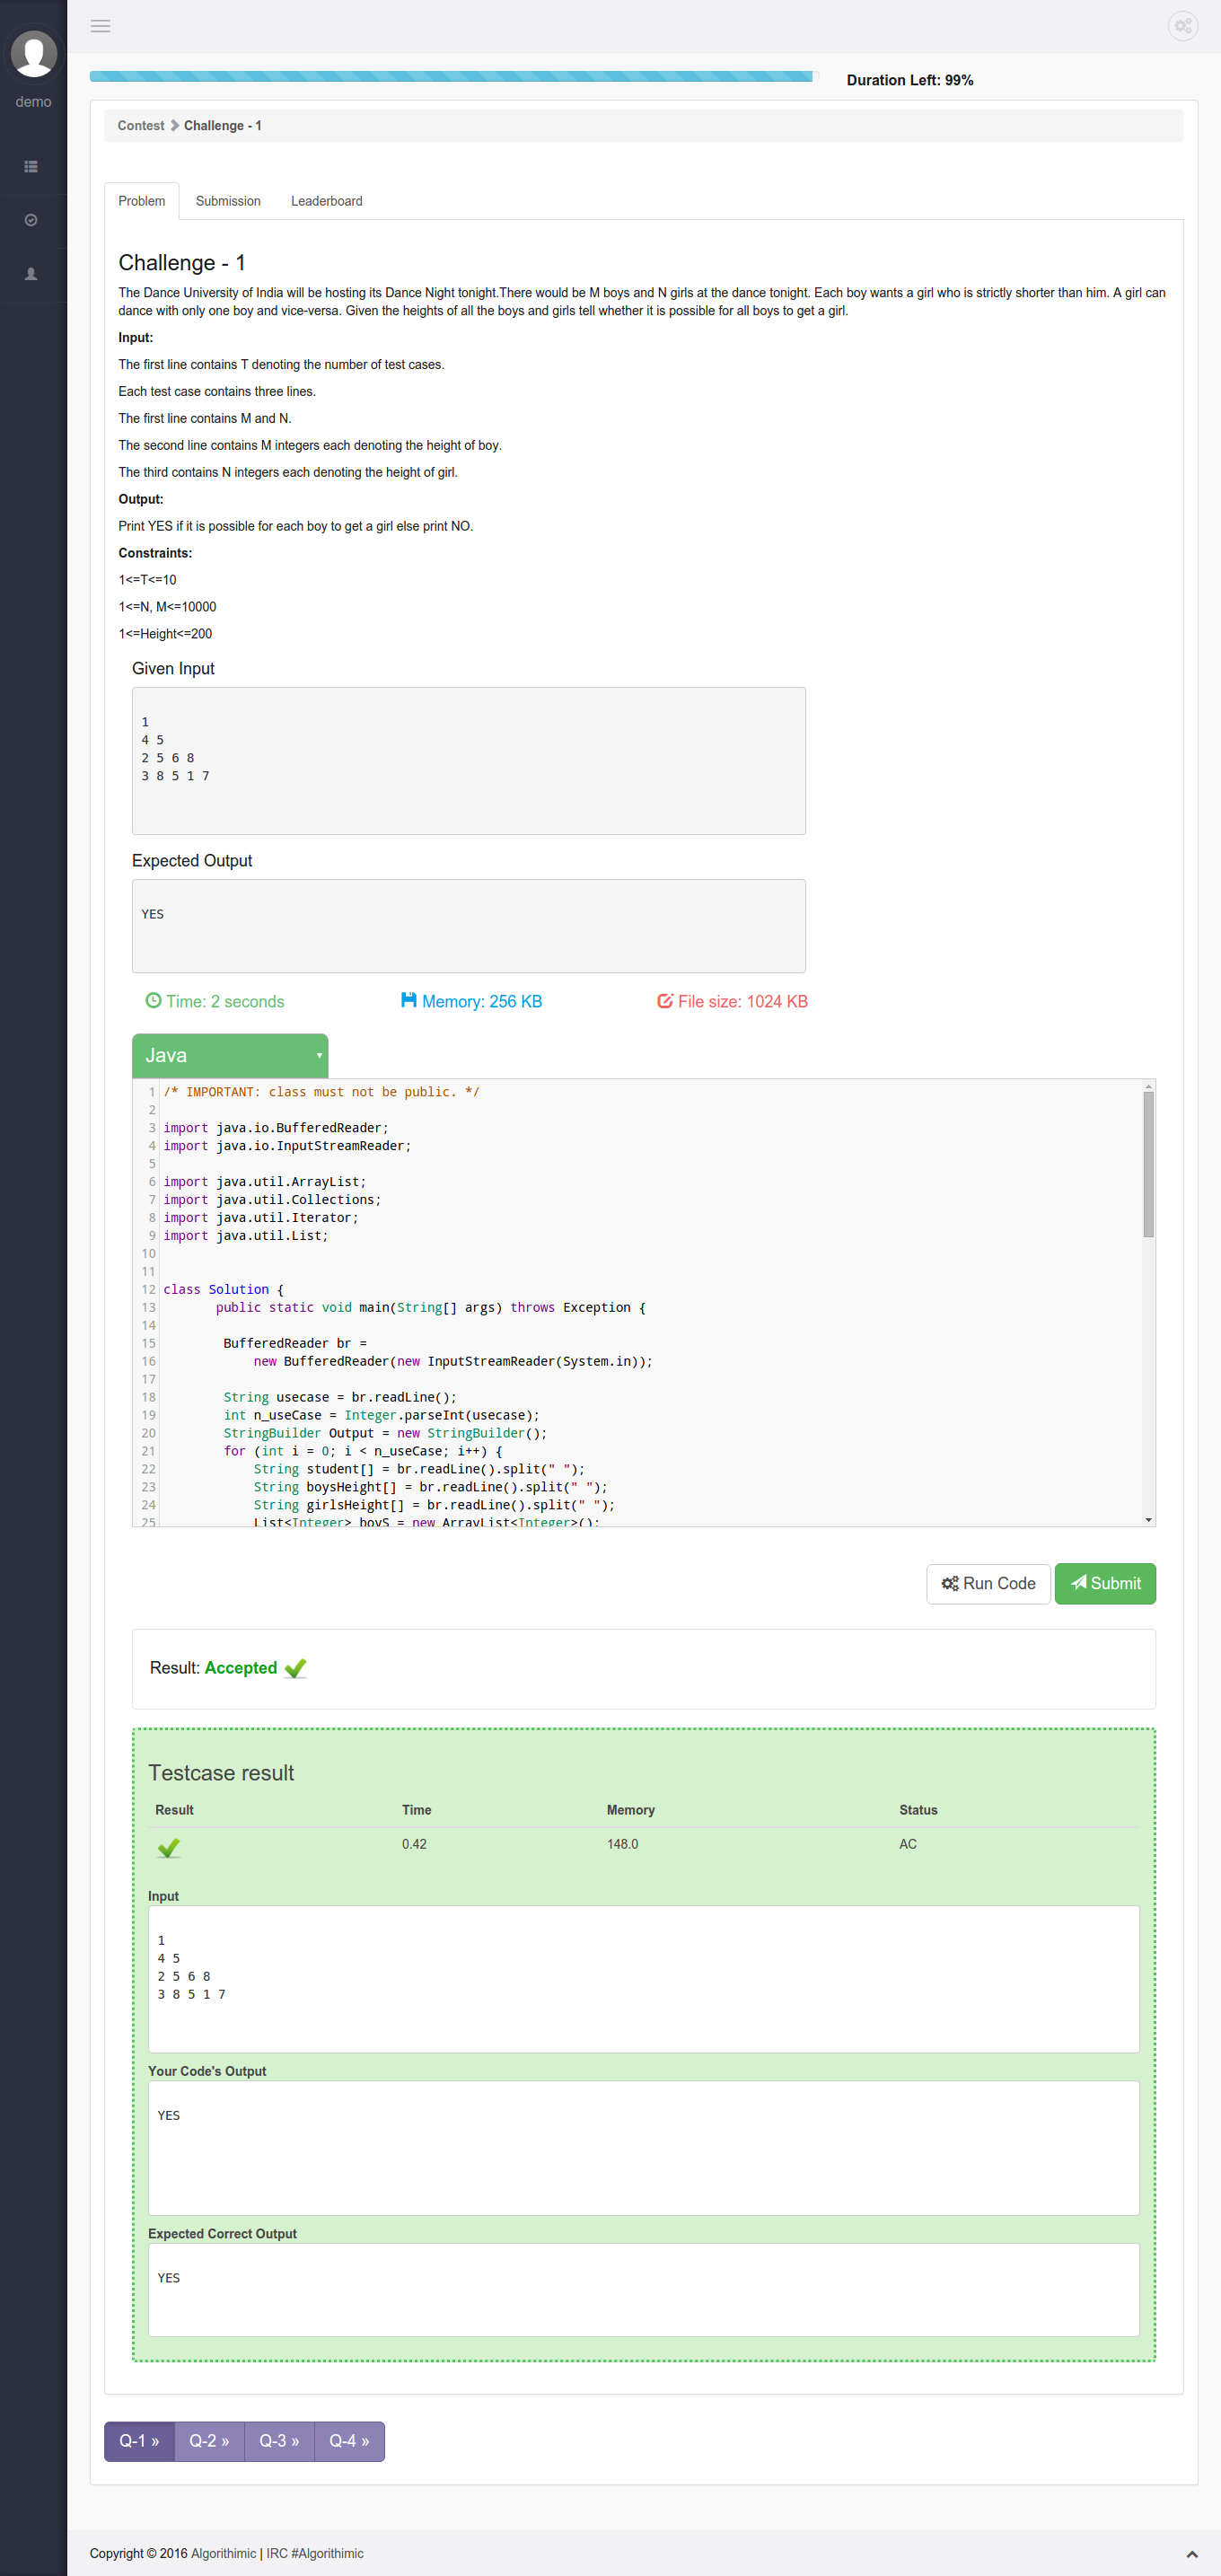 demo
Duration Left: 99%
Contest Challenge - 1
Problem Submission Leaderboard
Challenge - 1
The Dance University of India will be hosting its Dance Night tonight.There would be M boys and N girls at the dance tonight. Each boy wants a girl who is strictly shorter than him. A girl can
dance with only one boy and vice-versa. Given the heights of all the boys and girls tell whether it is possible for all boys to get a girl.
Input:
The first line contains T denoting the number of test cases.
Each test case contains three lines.
The first line contains M and N.
The second line contains M integers each denoting the height of boy.
The third contains N integers each denoting the height of girl.
Output:
Print YES if it is possible for each boy to get a girl else print NO.
Constraints:
1<=T<=10
1<=N, M<=10000
1<=Height<=200
Given Input
1
4 5
2 5 6 8
3 8 5 1 7
Expected Output
YES
Time: 2 seconds Memory: 256 KB File size: 1024 KB
Java
1 /* IMPORTANT: class must not be public. */
2
3 import java.io.BufferedReader;
4 import java.io.InputStreamReader;
5
6 import java.util.ArrayList;
7 import java.util.Collections;
8 import java.util.Iterator;
9 import java.util.List;
10
11
12 class Solution {
13 public static void main(String[] args) throws Exception {
14
15 BufferedReader br =
16 new BufferedReader(new InputStreamReader(System.in));
17
18 String usecase = br.readLine();
19 int n_useCase = Integer.parseInt(usecase);
20 StringBuilder Output = new StringBuilder();
21 for (int i = 0; i < n_useCase; i++) {
22 String student[] = br.readLine().split(" ");
23 String boysHeight[] = br.readLine().split(" ");
24 String girlsHeight[] = br.readLine().split(" ");
25 List<Integer> boyS = new ArrayList<Integer>();
Run Code Submit
Result: Accepted
Testcase result
Result Time Memory Status
0.42 148.0 AC
Input
1
4 5
2 5 6 8
3 8 5 1 7
Your Code's Output
YES
Expected Correct Output
YES
Q-1 » Q-2 » Q-3 » Q-4 »
Copyright © 2016 Algorithimic | IRC #Algorithimic